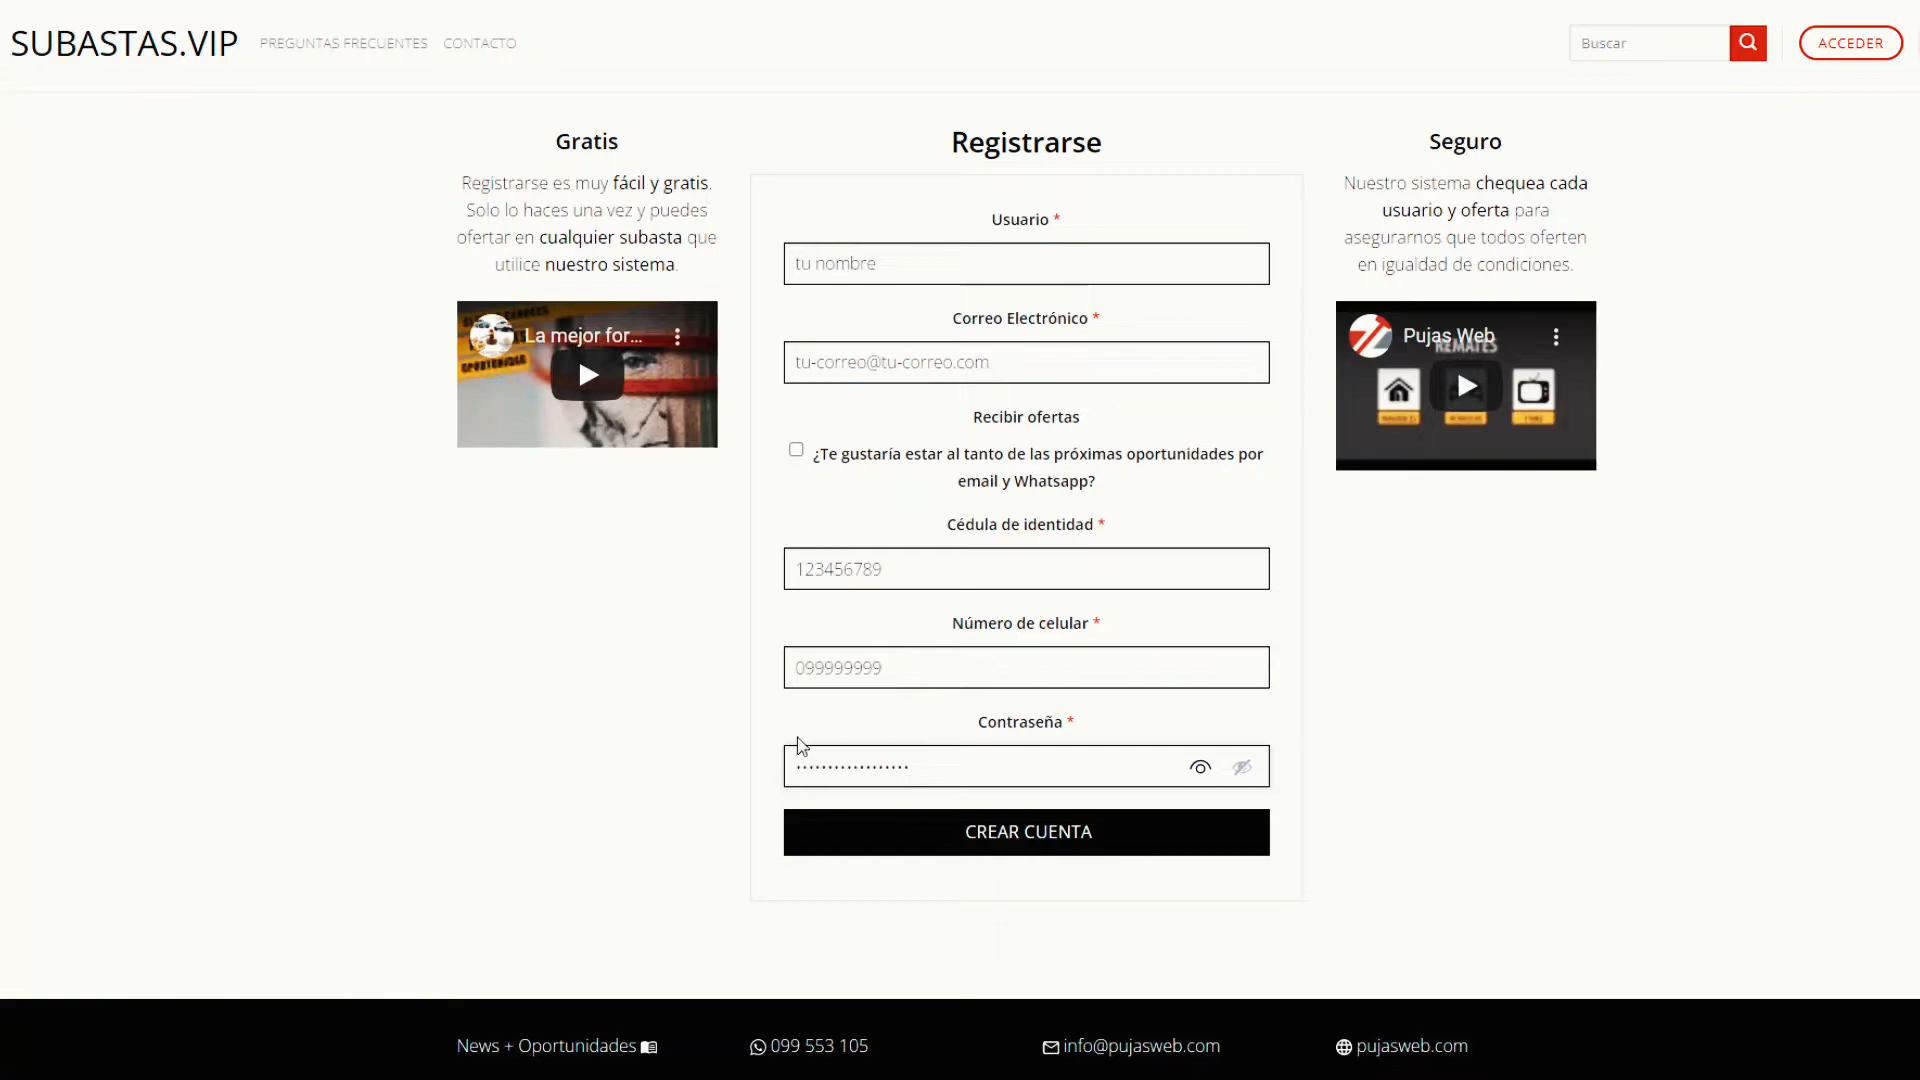 SUBASTAS.VIP
PREGUNTAS FRECUENTES
CONTACTO
Buscar
ACCEDER
Gratis
Registrarse es muy fácil y gratis.
Solo lo haces una vez y puedes
ofertar en cualquier subasta que
utilice nuestro sistema.
La mejor for...
OPORTUNIDAD
Registrarse
Usuario *
tu nombre
Correo Electrónico *
tu-correo@tu-correo.com
Recibir ofertas
¿Te gustaría estar al tanto de las próximas oportunidades por
email y Whatsapp?
Cédula de identidad *
123456789
Número de celular *
099999999
Contraseña *
CREAR CUENTA
Seguro
Nuestro sistema chequea cada
usuario y oferta para
asegurarnos que todos oferten
en igualdad de condiciones.
Pujas Web
REMATES
News + Oportunidades
099 553 105
info@pujasweb.com
pujasweb.com